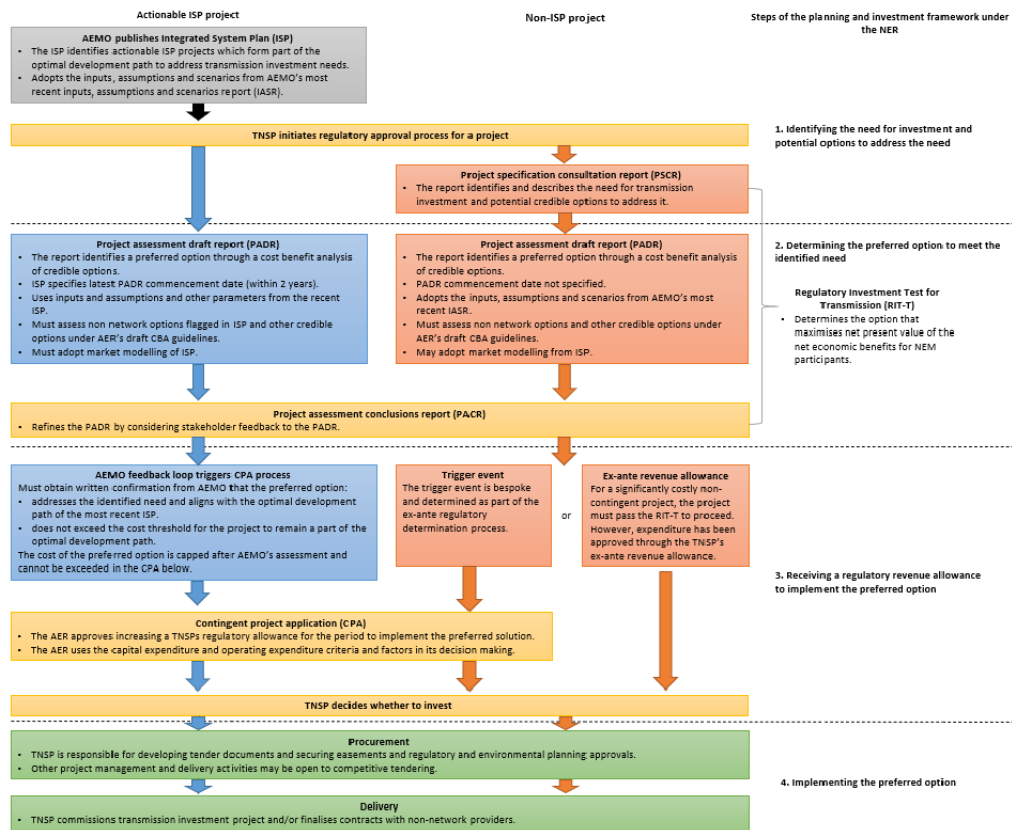 Actionable ISP project
Non-ISP project
Steps of the planning and investment framework under
the NER
AEMO publishes Integrated System Plan (ISP)
• The ISP identifies actionable ISP projects which form part of the
optimal development path to address transmission investment needs.
• Adopts the inputs, assumptions and scenarios from AEMO's most
recent inputs, assumptions and scenarios report (IASR).
TNSP initiates regulatory approval process for a project
1. Identifying the need for investment and
potential options to address the need
Project specification consultation report (PSCR)
• The report identifies and describes the need for transmission
investment and potential credible options to address it.
Project assessment draft report (PADR)
• The report identifies a preferred option through a cost benefit analysis
of credible options.
• ISP specifies latest PADR commencement date (within 2 years).
• Uses inputs and assumptions and other parameters from the recent
ISP.
• Must assess non network options flagged in ISP and other credible
options under AER's draft CBA guidelines.
• Must adopt market modelling of ISP.
Project assessment draft report (PADR)
• The report identifies a preferred option through a cost benefit analysis
of credible options.
• PADR commencement date not specified.
• Adopts the inputs, assumptions and scenarios from AEMO's most
recent IASR.
• Must assess non network options and other credible options under
AER's draft CBA guidelines.
• May adopt market modelling from ISP.
2. Determining the preferred option to meet the
identified need
Regulatory Investment Test for
Transmission (RIT-T)
• Determines the option that
maximises net present value of the
net economic benefits for NEM
participants.
Project assessment conclusions report (PACR)
• Refines the PADR by considering stakeholder feedback to the PADR.
AEMO feedback loop triggers CPA process
Must obtain written confirmation from AEMO that the preferred option:
• addresses the identified need and aligns with the optimal development
path of the most recent ISP.
• does not exceed the cost threshold for the project to remain a part of the
optimal development path.
The cost of the preferred option is capped after AEMO's assessment and
cannot be exceeded in the CPA below.
Trigger event
The trigger event is bespoke
and determined as part of the
ex-ante regulatory
determination process.
or
Ex-ante revenue allowance
For a significantly costly non-
contingent project, the project
must pass the RIT-T to proceed.
However, expenditure has been
approved through the TNSP's
ex-ante revenue allowance.
3. Receiving a regulatory revenue allowance
to implement the preferred option
Contingent project application (CPA)
• The AER approves increasing a TNSPs regulatory allowance for the period to implement the preferred solution.
• The AER uses the capital expenditure and operating expenditure criteria and factors in its decision making.
TNSP decides whether to invest
Procurement
• TNSP is responsible for developing tender documents and securing easements and regulatory and environmental planning approvals.
• Other project management and delivery activities may be open to competitive tendering.
4. Implementing the preferred option
Delivery
• TNSP commissions transmission investment project and/or finalises contracts with non-network providers.